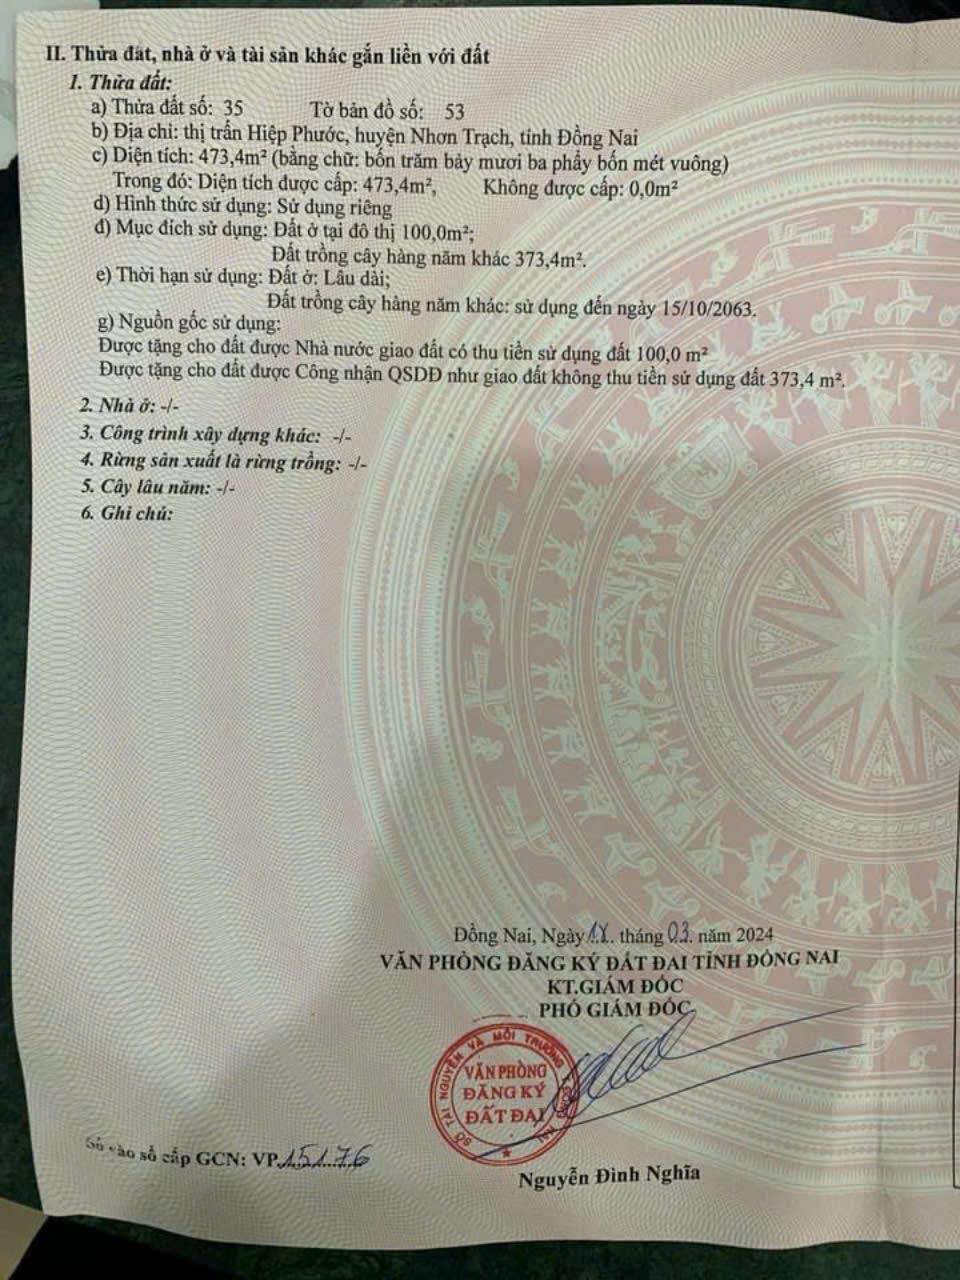 II. Thửa đất, nhà ở và tài sản khác gắn liền với đất
1. Thửa đất:
a) Thửa đất số: 35 Tờ bản đồ số: 53
b) Địa chỉ: thị trấn Hiệp Phước, huyện Nhơn Trạch, tỉnh Đồng Nai
c) Diện tích: 473,4m² (bằng chữ: bốn trăm bảy mươi ba phẩy bốn mét vuông)
Trong đó: Diện tích được cấp: 473,4m², Không được cấp: 0,0m²
d) Hình thức sử dụng: Sử dụng riêng
đ) Mục đích sử dụng: Đất ở tại đô thị 100,0m²;
Đất trồng cây hàng năm khác 373,4m².
e) Thời hạn sử dụng: Đất ở: Lâu dài;
Đất trồng cây hàng năm khác: sử dụng đến ngày 15/10/2063.
g) Nguồn gốc sử dụng:
Được tặng cho đất được Nhà nước giao đất có thu tiền sử dụng đất 100,0 m²
Được tặng cho đất được Công nhận QSDĐ như giao đất không thu tiền sử dụng đất 373,4 m².
2. Nhà ở: -/-
3. Công trình xây dựng khác: -/-
4. Rừng sản xuất là rừng trồng: -/-
5. Cây lâu năm: -/-
6. Ghi chú:
Đồng Nai, Ngày 18. tháng 03. năm 2024
VĂN PHÒNG ĐĂNG KÝ ĐẤT ĐAI TỈNH ĐỒNG NAI
KT.GIÁM ĐỐC
PHÓ GIÁM ĐỐC
SỞ TÀI NGUYÊN VÀ MÔI TRƯỜNG
VĂN PHÒNG
ĐĂNG KÝ
ĐẤT ĐAI
Số vào sổ cấp GCN: VP 15176
Nguyễn Đình Nghĩa